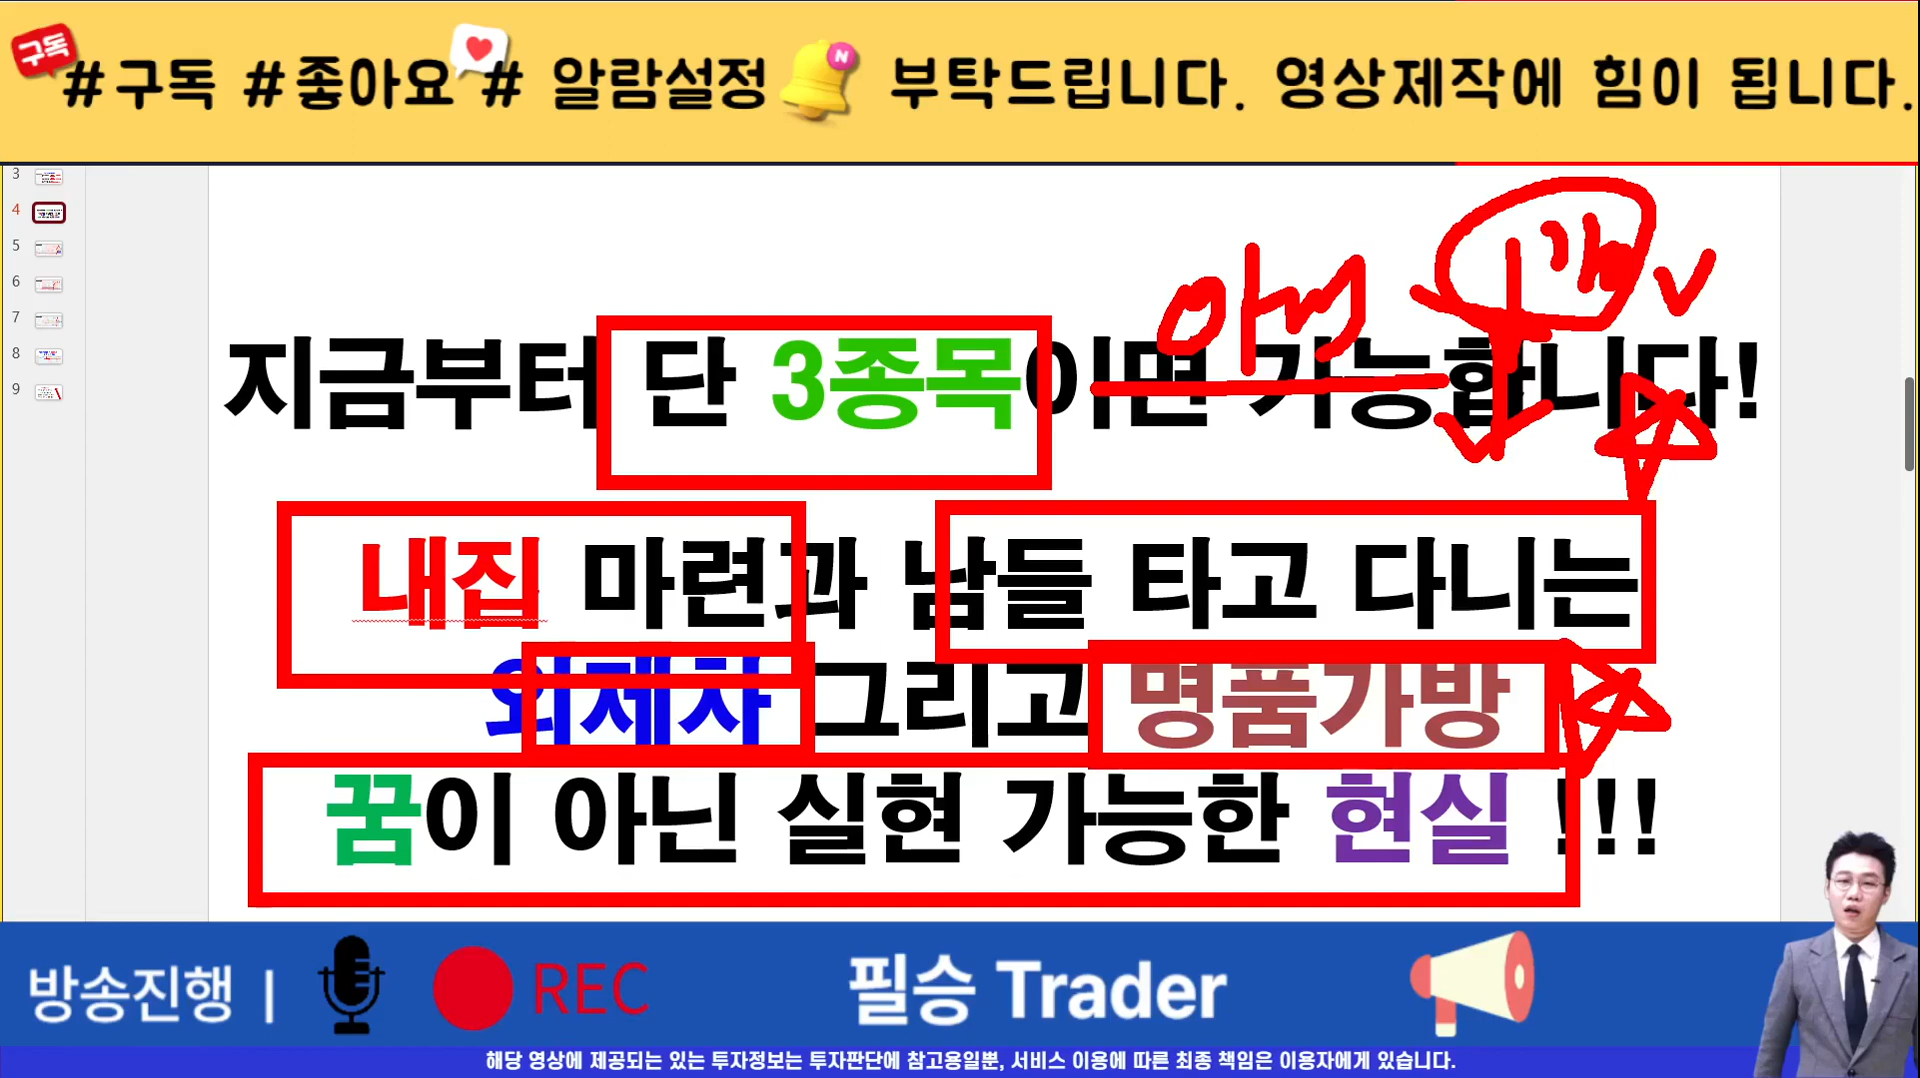 구독
#구독 #좋아요 # 알람설정 N 부탁드립니다. 영상제작에 힘이 됩니다.
3
4
5
6
7
8
9
지금부터 단 3종목이면 가능합니다!
내집 마련과 남들 타고 다니는
외제차 그리고 명품가방
꿈이 아닌 실현 가능한 현실 !!!
방송진행 | REC 필승 Trader
해당 영상에 제공되는 있는 투자정보는 투자판단에 참고용일뿐, 서비스 이용에 따른 최종 책임은 이용자에게 있습니다.